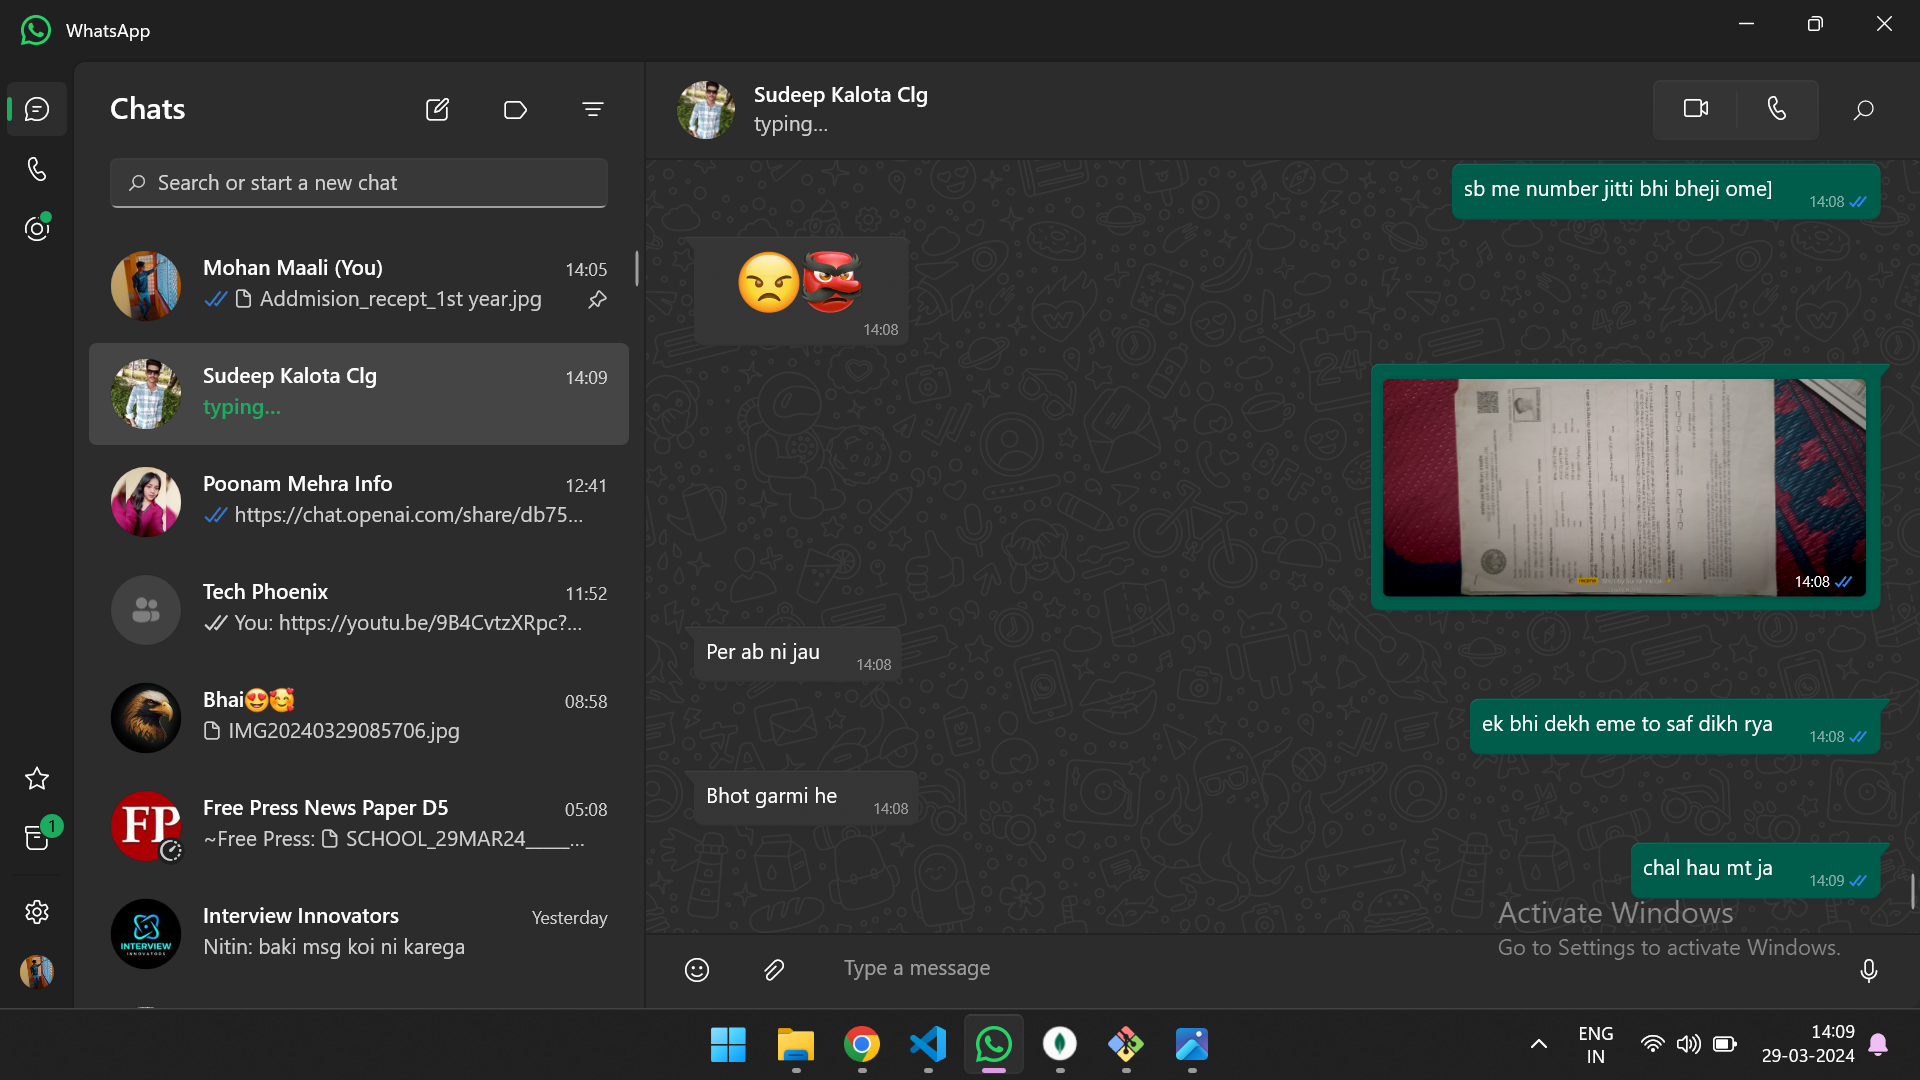 WhatsApp
Chats
Search or start a new chat
Mohan Maali (You)
14:05
Addmision_recept_1st year.jpg
Sudeep Kalota Clg
14:09
typing...
Poonam Mehra Info
12:41
https://chat.openai.com/share/db75...
Tech Phoenix
11:52
You: https://youtu.be/9B4CvtzXRpc?...
Bhai😍🥰
08:58
IMG20240329085706.jpg
FP
Free Press News Paper D5
05:08
~Free Press: SCHOOL_29MAR24_____...
INTERVIEW
INNOVATORS
Interview Innovators
Yesterday
Nitin: baki msg koi ni karega
1
Sudeep Kalota Clg
typing...
sb me number jitti bhi bheji ome]
14:08
😠👺
14:08
14:08
Per ab ni jau
14:08
ek bhi dekh eme to saf dikh rya
14:08
Bhot garmi he
14:08
chal hau mt ja
14:09
Activate Windows
Go to Settings to activate Windows.
Type a message
ENG
IN
14:09
29-03-2024